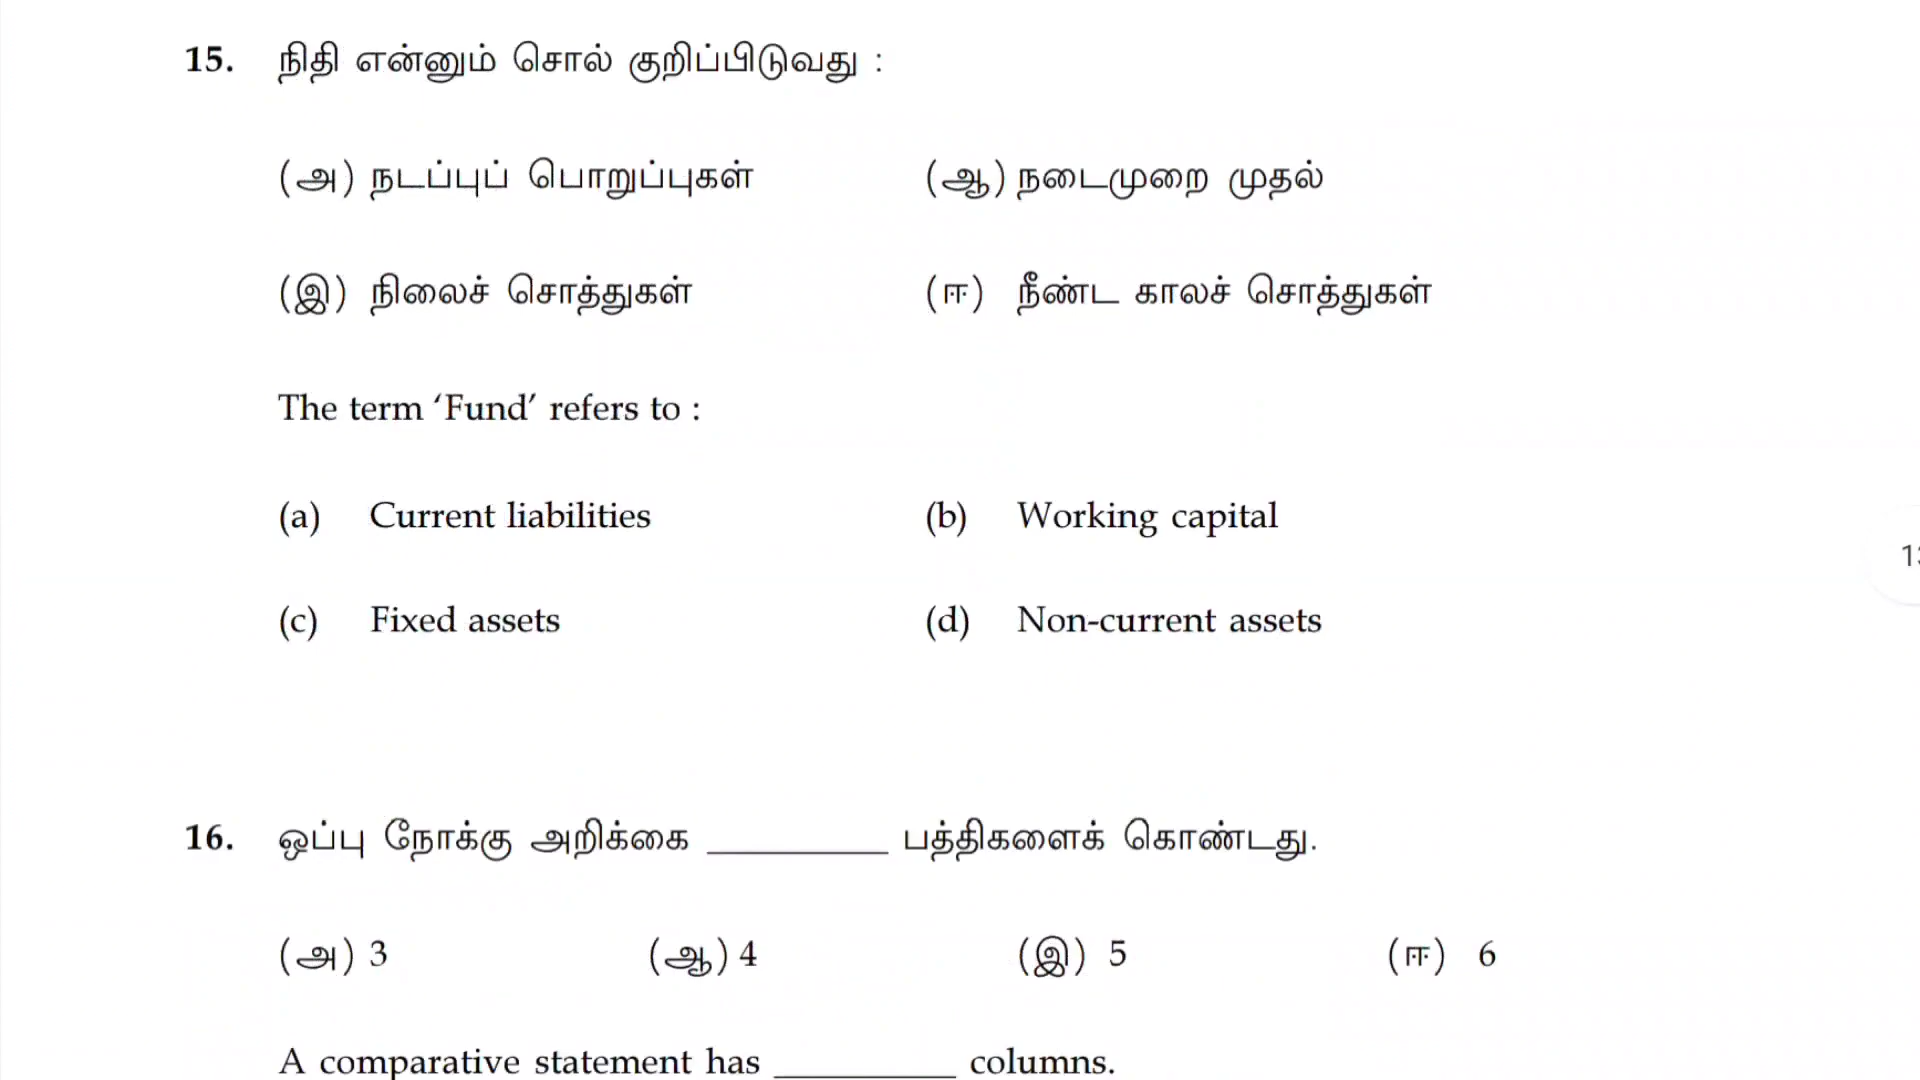 15. நிதி என்னும் சொல் குறிப்பிடுவது :
(அ) நடப்புப் பொறுப்புகள் (ஆ) நடைமுறை முதல்
(இ) நிலைச் சொத்துகள் (ஈ) நீண்ட காலச் சொத்துகள்
The term ‘Fund’ refers to :
(a) Current liabilities (b) Working capital
(c) Fixed assets (d) Non-current assets
16. ஒப்பு நோக்கு அறிக்கை __________ பத்திகளைக் கொண்டது.
(அ) 3 (ஆ) 4 (இ) 5 (ஈ) 6
A comparative statement has __________ columns.